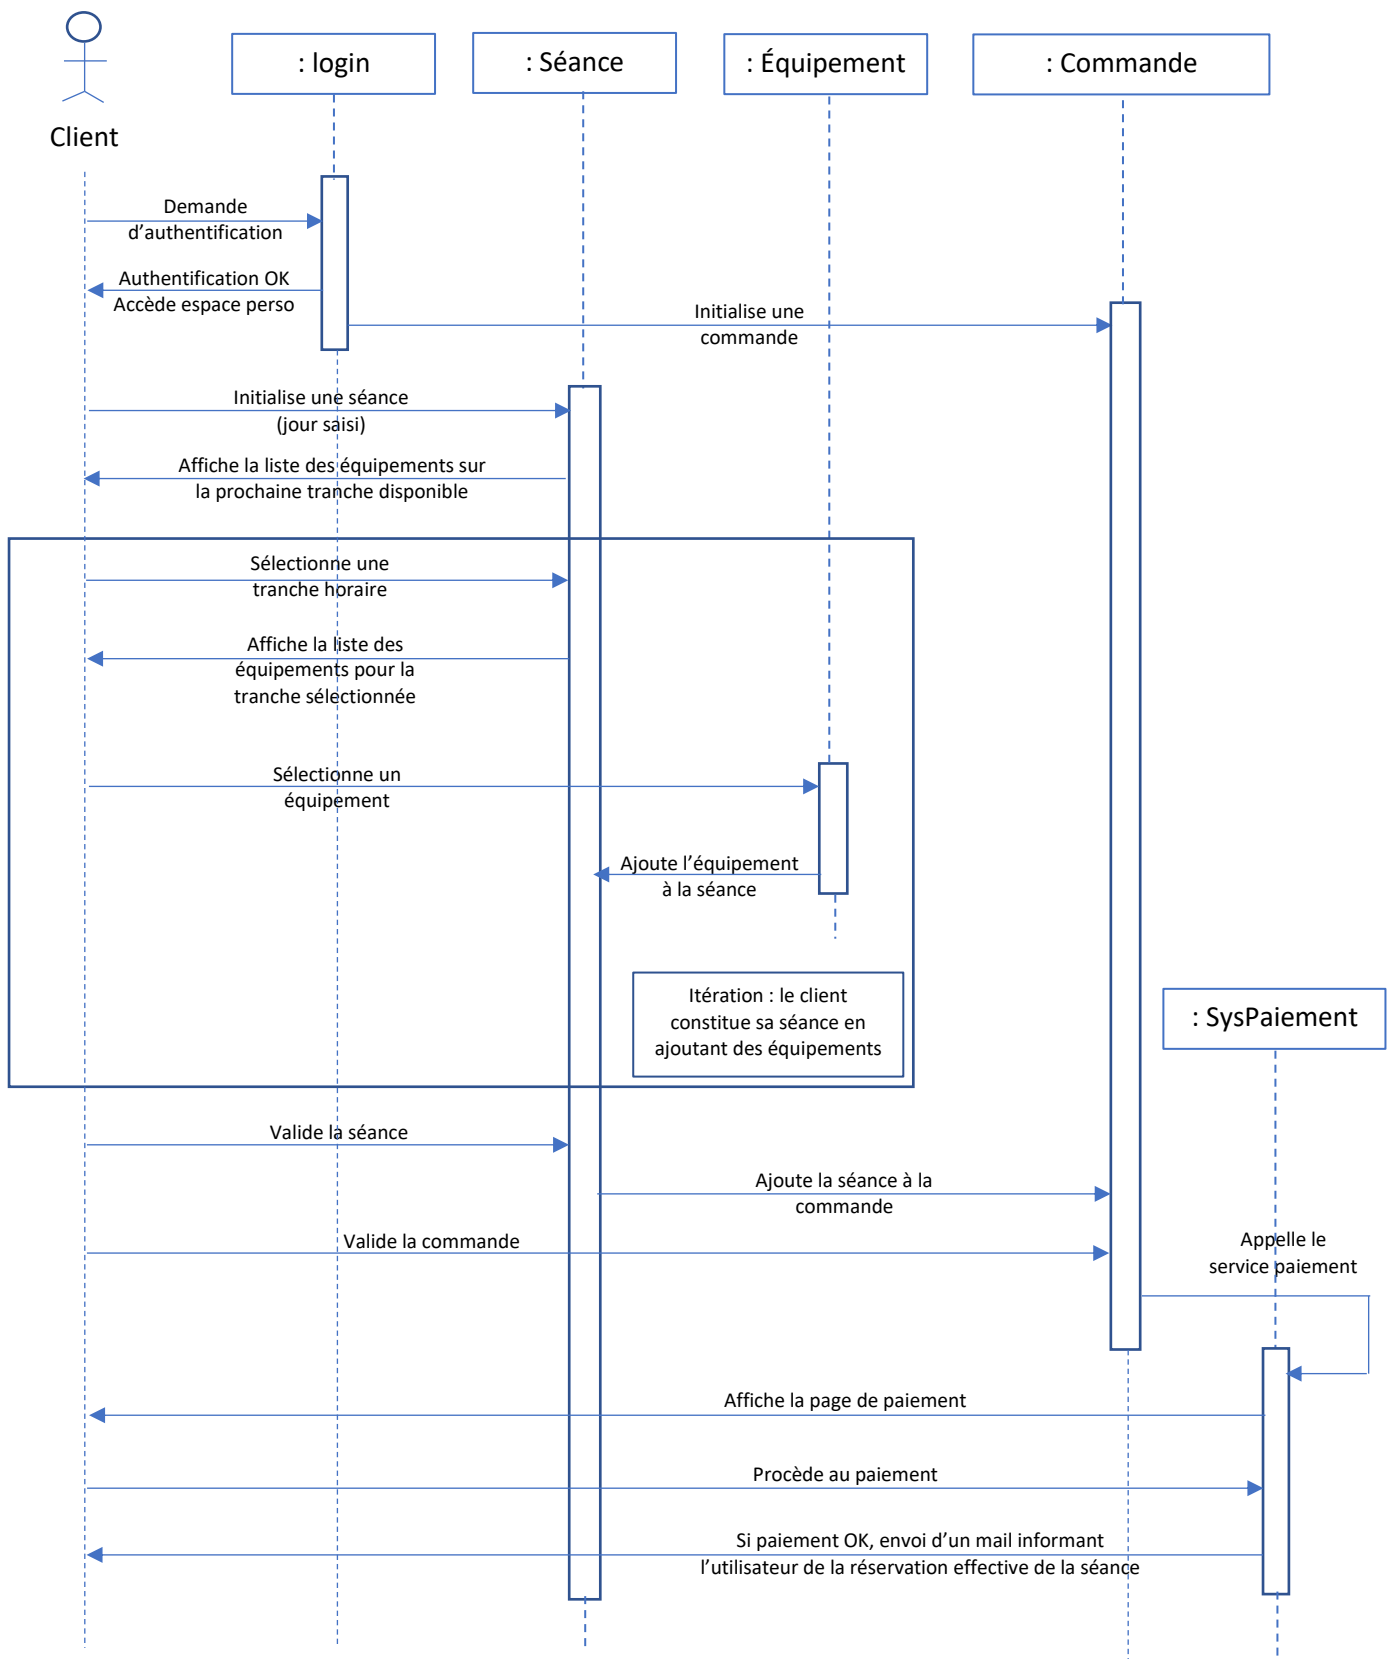 : login
: Séance
: Équipement
: Commande
Client
Demande
d’authentification
Authentification OK
Accède espace perso
Initialise une
commande
Initialise une séance
(jour saisi)
Affiche la liste des équipements sur
la prochaine tranche disponible
Sélectionne une
tranche horaire
Affiche la liste des
équipements pour la
tranche sélectionnée
Sélectionne un
équipement
Ajoute l’équipement
à la séance
Itération : le client
constitue sa séance en
ajoutant des équipements
: SysPaiement
Valide la séance
Ajoute la séance à la
commande
Valide la commande
Appelle le
service paiement
Affiche la page de paiement
Procède au paiement
Si paiement OK, envoi d’un mail informant
l’utilisateur de la réservation effective de la séance